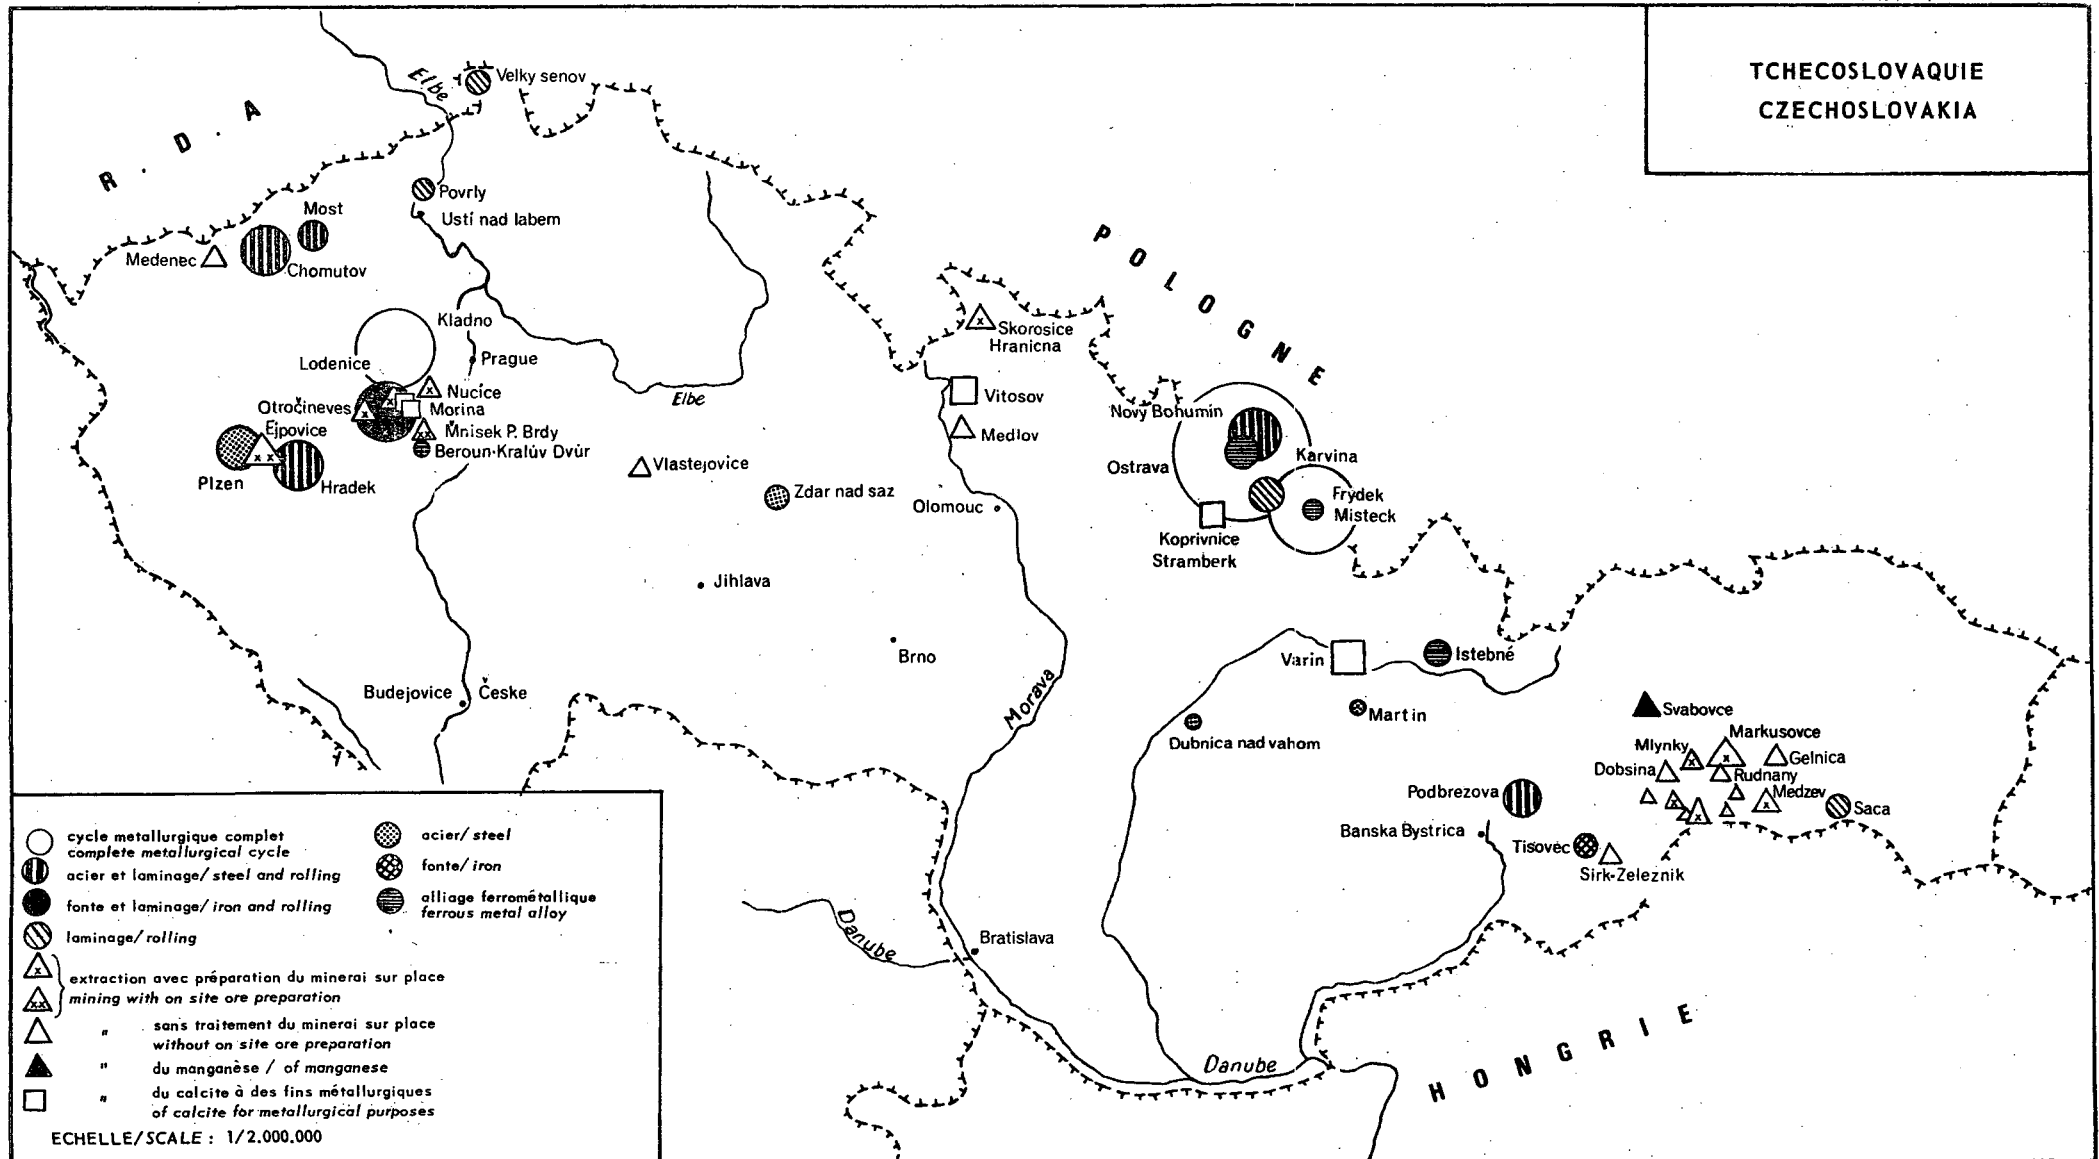 TCHECOSLOVAQUIE
CZECHOSLOVAKIA
R. D. A
POLOGNE
HONGRIE
Elbe
Velky senov
Povrly
Ustí nad labem
Most
Medenec
Chomutov
Kladno
Lodenice
Prague
Elbe
Nucice
Otročineves
Morina
Ejpovice
Mnisek P. Brdy
Beroun-Kralův Dvůr
Plzen
Hradek
Vlastejovice
Zdar nad saz
Jihlava
Brno
Budejovice
Česke
Skorosice
Hranicna
Vitosov
Medlov
Olomouc
Morava
Novy Bohumin
Ostrava
Karvina
Frydek
Misteck
Koprivnice
Stramberk
Varin
Istebné
Martin
Dubnica nad vahom
Svabovce
Markusovce
Mlynky
Gelnica
Dobsina
Rudnany
Medzev
Saca
Podbrezova
Banska Bystrica
Tisovec
Sirk-Zeleznik
Bratislava
Danube
Danube
cycle metallurgique complet
complete metallurgical cycle
acier et laminage/ steel and rolling
fonte et laminage/ iron and rolling
laminage/ rolling
x
xx
extraction avec préparation du minerai sur place
mining with on site ore preparation
" sans traitement du minerai sur place
without on site ore preparation
" du manganèse / of manganese
" du calcite à des fins métallurgiques
of calcite for metallurgical purposes
acier/ steel
fonte/ iron
alliage ferrométallique
ferrous metal alloy
ECHELLE/SCALE : 1/2.000.000